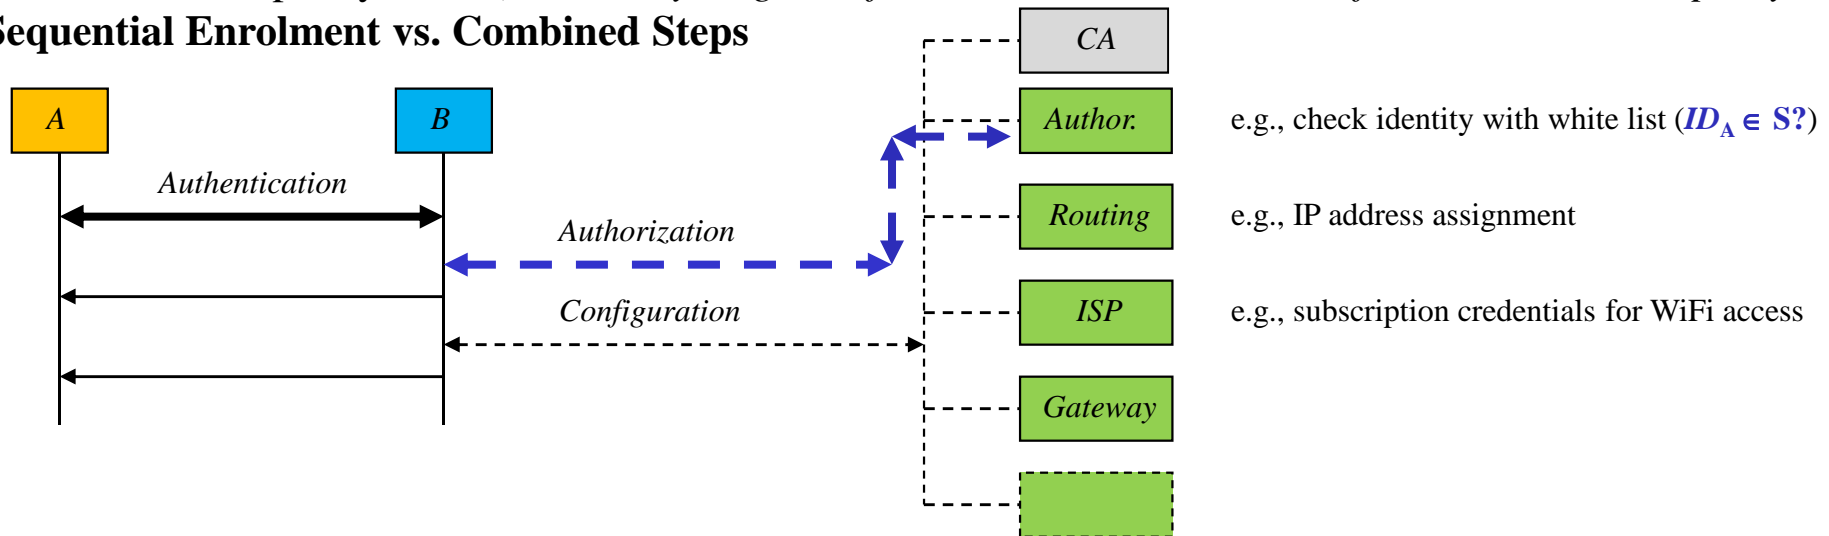 Sequential Enrolment vs. Combined Steps
CA
A
B
Author.
e.g., check identity with white list (ID_A ∈ S?)
Authentication
Routing
e.g., IP address assignment
Authorization
Configuration
ISP
e.g., subscription credentials for WiFi access
Gateway